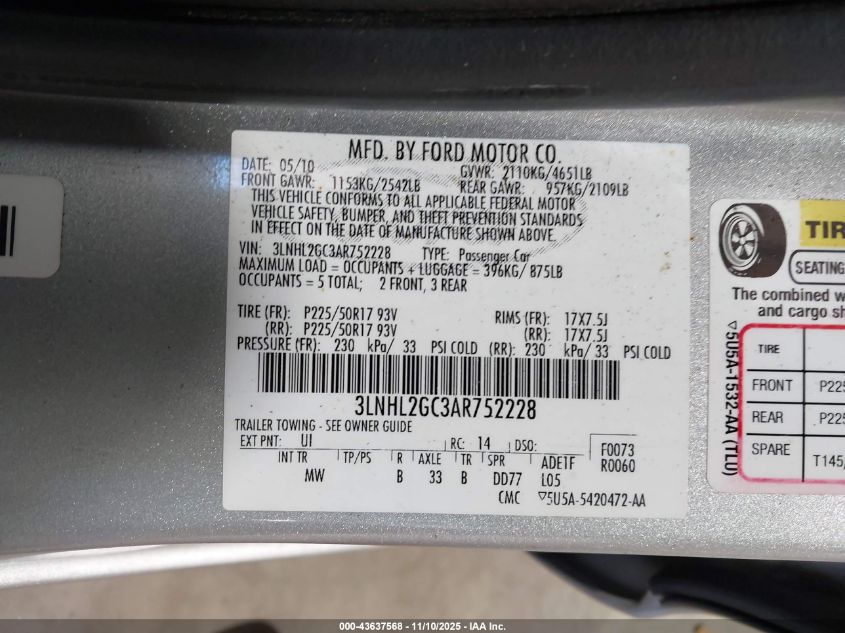 MFD. BY FORD MOTOR CO.
DATE: 05/10
GVWR: 2110KG/4651LB
FRONT GAWR: 1153KG/2542LB
REAR GAWR: 957KG/2109LB
THIS VEHICLE CONFORMS TO ALL APPLICABLE FEDERAL MOTOR
VEHICLE SAFETY, BUMPER, AND THEFT PREVENTION STANDARDS
IN EFFECT ON THE DATE OF MANUFACTURE SHOWN ABOVE.
VIN: 3LNHL2GC3AR752228 TYPE: Passenger Car
MAXIMUM LOAD = OCCUPANTS + LUGGAGE = 396KG/ 875LB
OCCUPANTS = 5 TOTAL; 2 FRONT, 3 REAR
TIRE (FR): P225/50R17 93V RIMS (FR): 17X7.5J
(RR): P225/50R17 93V (RR): 17X7.5J
PRESSURE (FR): 230 kPa/ 33 PSI COLD (RR): 230 kPa/ 33 PSI COLD
3LNHL2GC3AR752228
TRAILER TOWING - SEE OWNER GUIDE
EXT PNT: UI RC: 14 DSO: F0073
R0060
INT TR TP/PS R AXLE TR SPR ADETF
MW B 33 B DD77 L05
CMC ▽5U5A-5420472-AA
TIR
SEATING
The combined w
and cargo sh
▽5U5A-1532-AA (TLU)
TIRE
FRONT P225
REAR P225
SPARE T145/
000-43637568 - 11/10/2025 - IAA Inc.